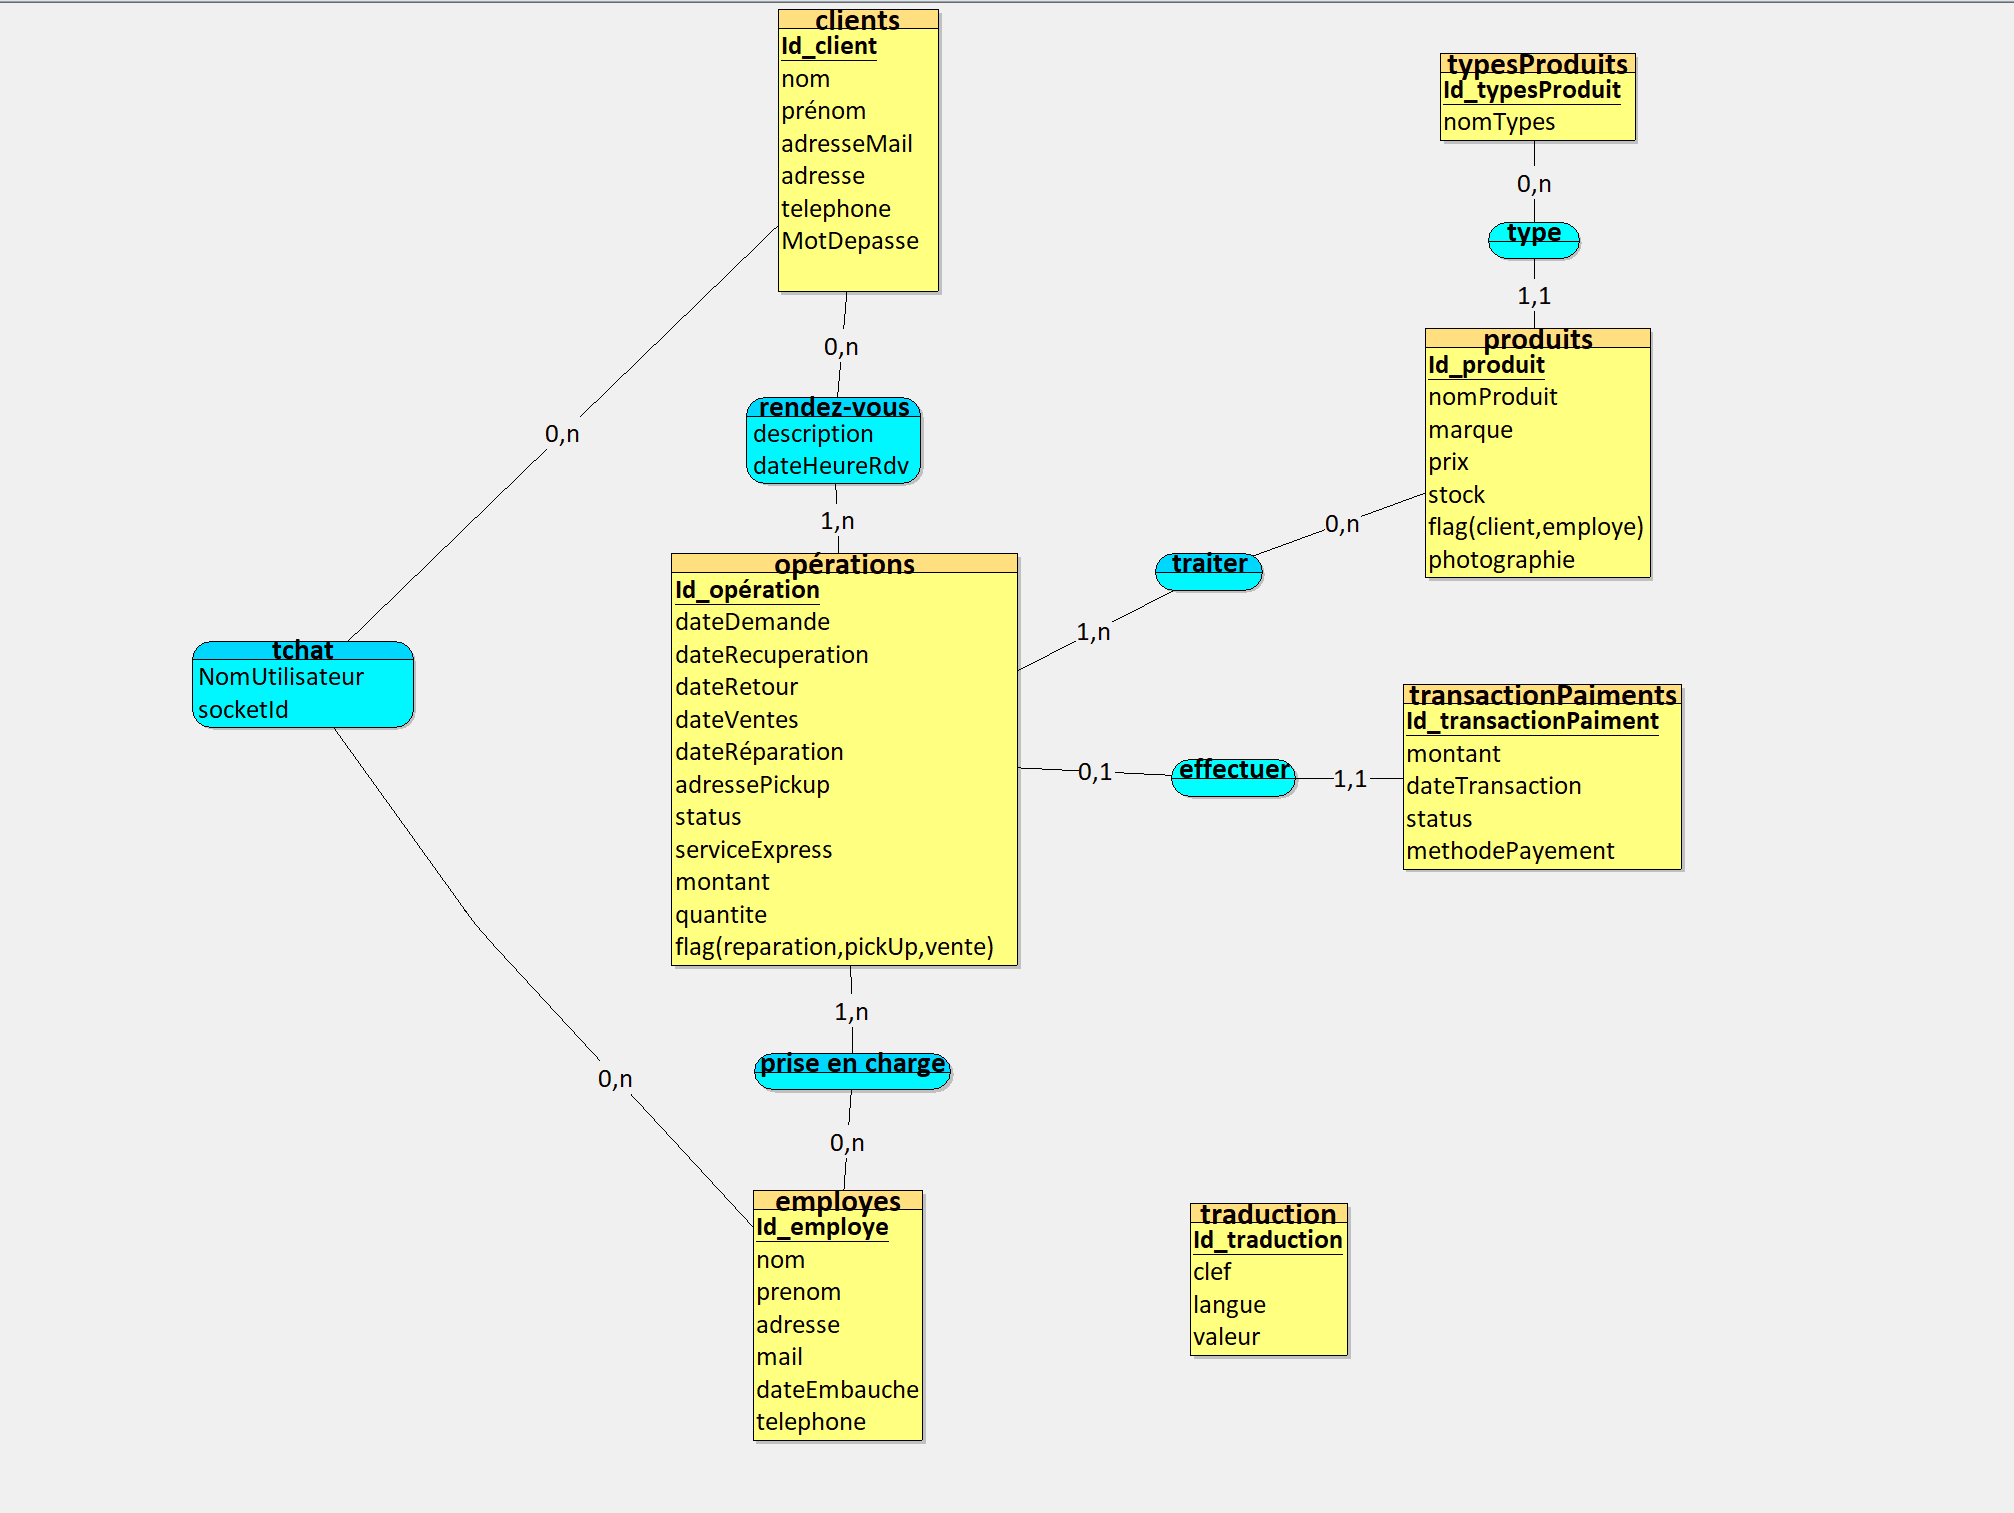 clients
Id_client
nom
prénom
adresseMail
adresse
telephone
MotDepasse
typesProduits
Id_typesProduit
nomTypes
0,n
type
1,1
produits
Id_produit
nomProduit
marque
prix
stock
flag(client,employe)
photographie
0,n
rendez-vous
description
dateHeureRdv
1,n
0,n
opérations
Id_opération
dateDemande
dateRecuperation
dateRetour
dateVentes
dateRéparation
adressePickup
status
serviceExpress
montant
quantite
flag(reparation,pickUp,vente)
0,n
traiter
1,n
tchat
NomUtilisateur
socketId
0,1
effectuer
1,1
transactionPaiments
Id_transactionPaiment
montant
dateTransaction
status
methodePayement
1,n
prise en charge
0,n
0,n
employes
Id_employe
nom
prenom
adresse
mail
dateEmbauche
telephone
traduction
Id_traduction
clef
langue
valeur